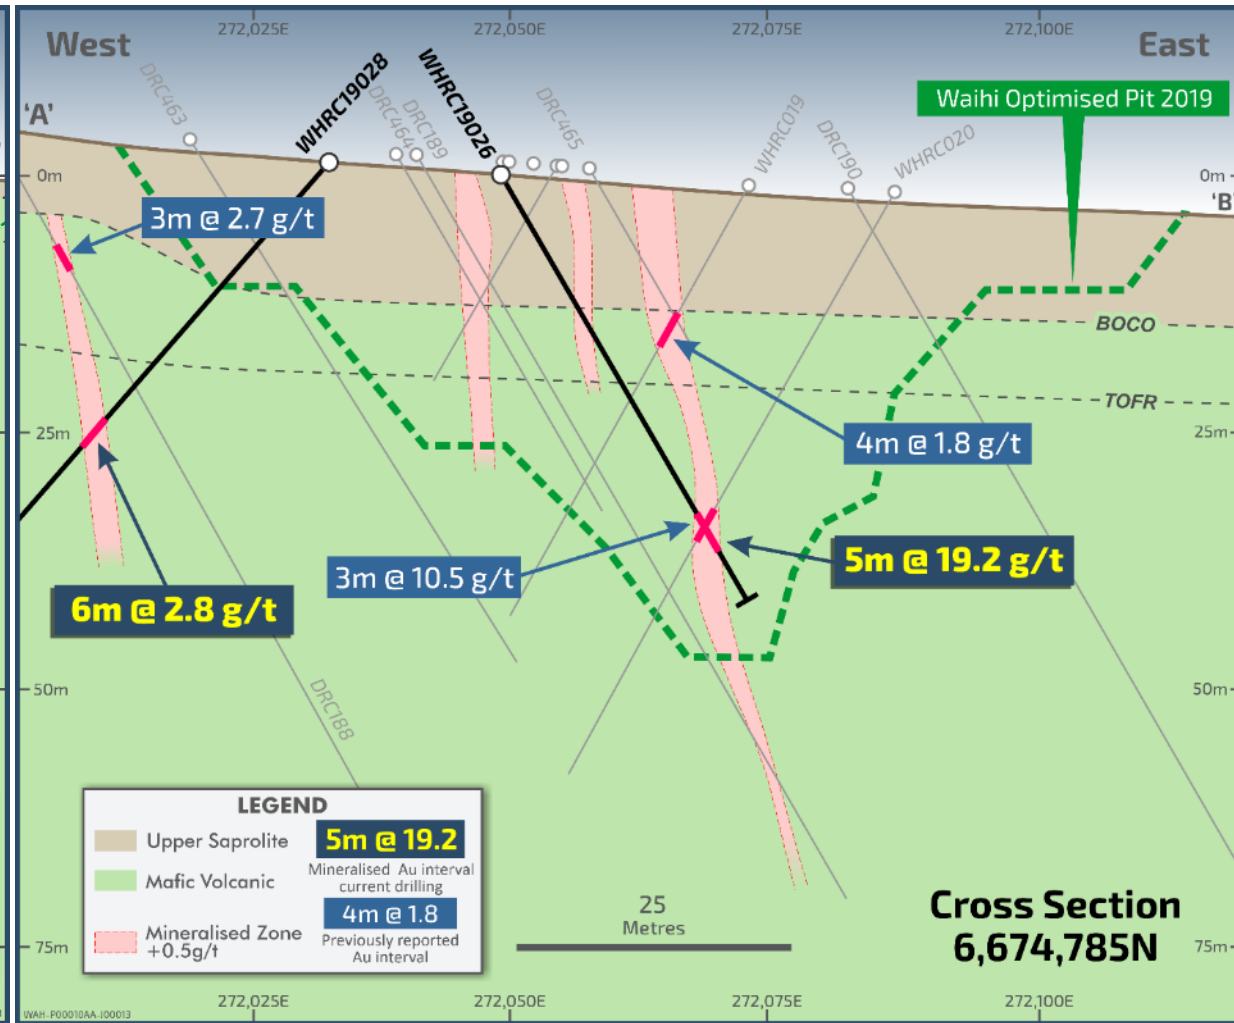 272,025E
272,050E
272,075E
272,100E
West
East
DRC463
WHRC19028
DRC464
DRC189
WHRC19026
DRC465
WHRC019
DRC190
WHRC020
Waihi Optimised Pit 2019
‘A’
0m
0m
‘B’
3m @ 2.7 g/t
BOCO
TOFR
25m
25m
4m @ 1.8 g/t
3m @ 10.5 g/t
5m @ 19.2 g/t
6m @ 2.8 g/t
50m
50m
DRC188
LEGEND
Upper Saprolite
5m @ 19.2
Mineralised Au interval
current drilling
Mafic Volcanic
4m @ 1.8
Previously reported
Au interval
Mineralised Zone
+0.5g/t
25
Metres
Cross Section
6,674,785N
75m
75m
272,025E
272,050E
272,075E
272,100E
WAH-P00010AA-J00013